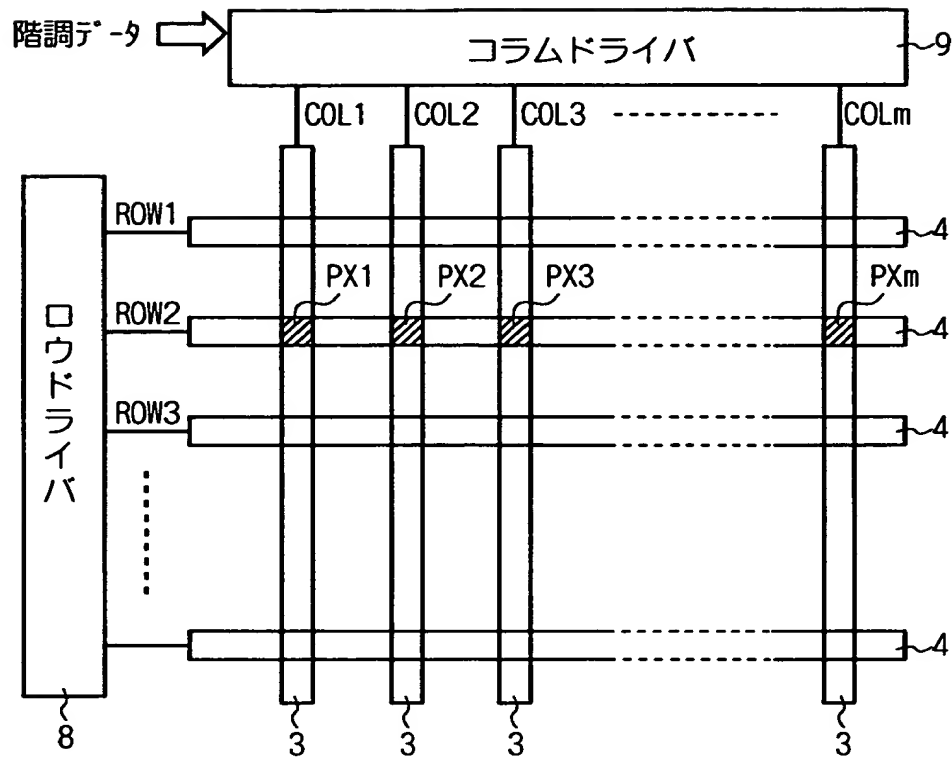 階調データ
コラムドライバ
9
COL1
COL2
COL3
COLm
ROW1
4
PX1
PX2
PX3
PXm
ROW2
4
ROW3
4
ロウドライバ
4
8
3
3
3
3